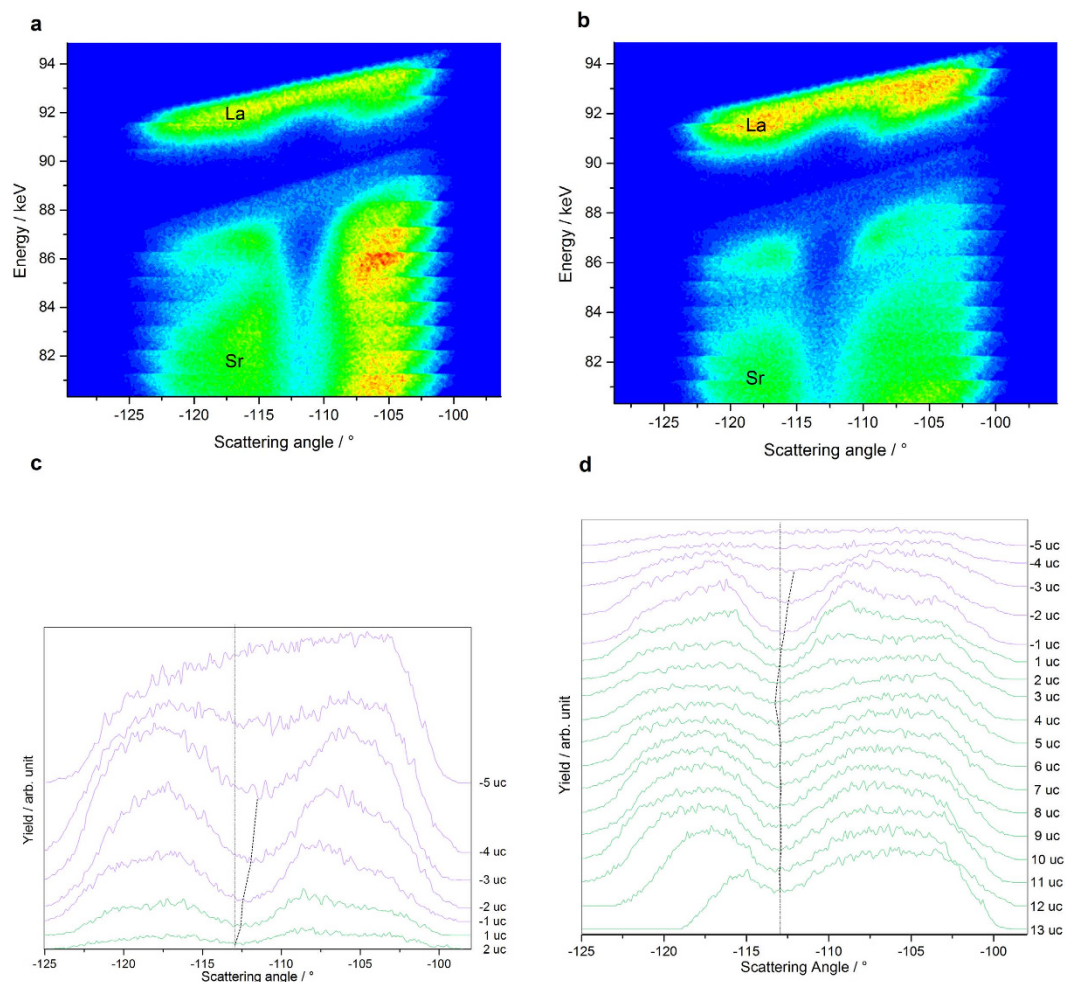 a
94
92
90
88
86
84
82
Energy / keV
La
Sr
-125
-120
-115
-110
-105
-100
Scattering angle / °
b
94
92
90
88
86
84
82
Energy / keV
La
Sr
-125
-120
-115
-110
-105
-100
Scattering angle / °
c
Yield / arb. unit
-5 uc
-4 uc
-3 uc
-2 uc
-1 uc
1 uc
2 uc
-125
-120
-115
-110
-105
-100
Scattering angle / °
d
Yield / arb. unit
-5 uc
-4 uc
-3 uc
-2 uc
-1 uc
1 uc
2 uc
3 uc
4 uc
5 uc
6 uc
7 uc
8 uc
9 uc
10 uc
11 uc
12 uc
13 uc
-125
-120
-115
-110
-105
-100
Scattering Angle / °